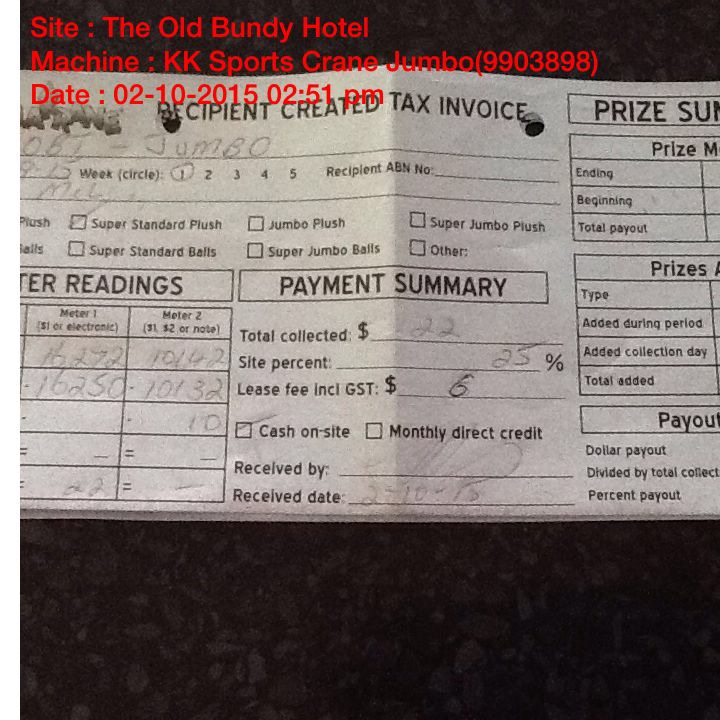 Site : The Old Bundy Hotel
Machine : KK Sports Crane Jumbo(9903898)
Date : 02-10-2015 02:51 pm
RECIPIENT CREATED TAX INVOICE
PRIZE SUM
- JUMBO
Prize M
Week (circle): 1 2 3 4 5 Recipient ABN No:
Ending
Beginning
Plush Super Standard Plush Jumbo Plush Super Jumbo Plush
Total payout
Balls Super Standard Balls Super Jumbo Balls Other:
TER READINGS
PAYMENT SUMMARY
Prizes A
Type
Meter 1 Meter 2
($1 or electronic) ($1, $2 or note)
Total collected: $ 22
Added during period
16272 10142
Site percent: 25 %
Added collection day
- 16250 - 10132
Lease fee incl GST: $ 6
Total added
- 10
Cash on-site Monthly direct credit
Payout
= — = —
Dollar payout
Received by:
Divided by total collect
= 22 = —
Received date: 2-10-15
Percent payout